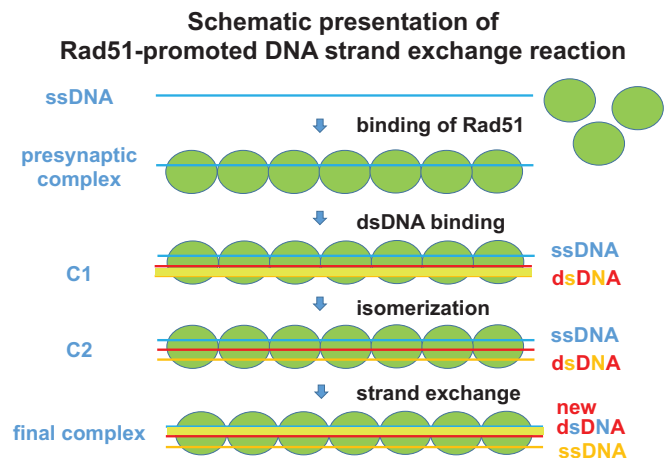 Schematic presentation of
Rad51-promoted DNA strand exchange reaction
ssDNA
binding of Rad51
presynaptic
complex
dsDNA binding
ssDNA
C1
dsDNA
isomerization
ssDNA
C2
dsDNA
strand exchange
new
dsDNA
final complex
ssDNA